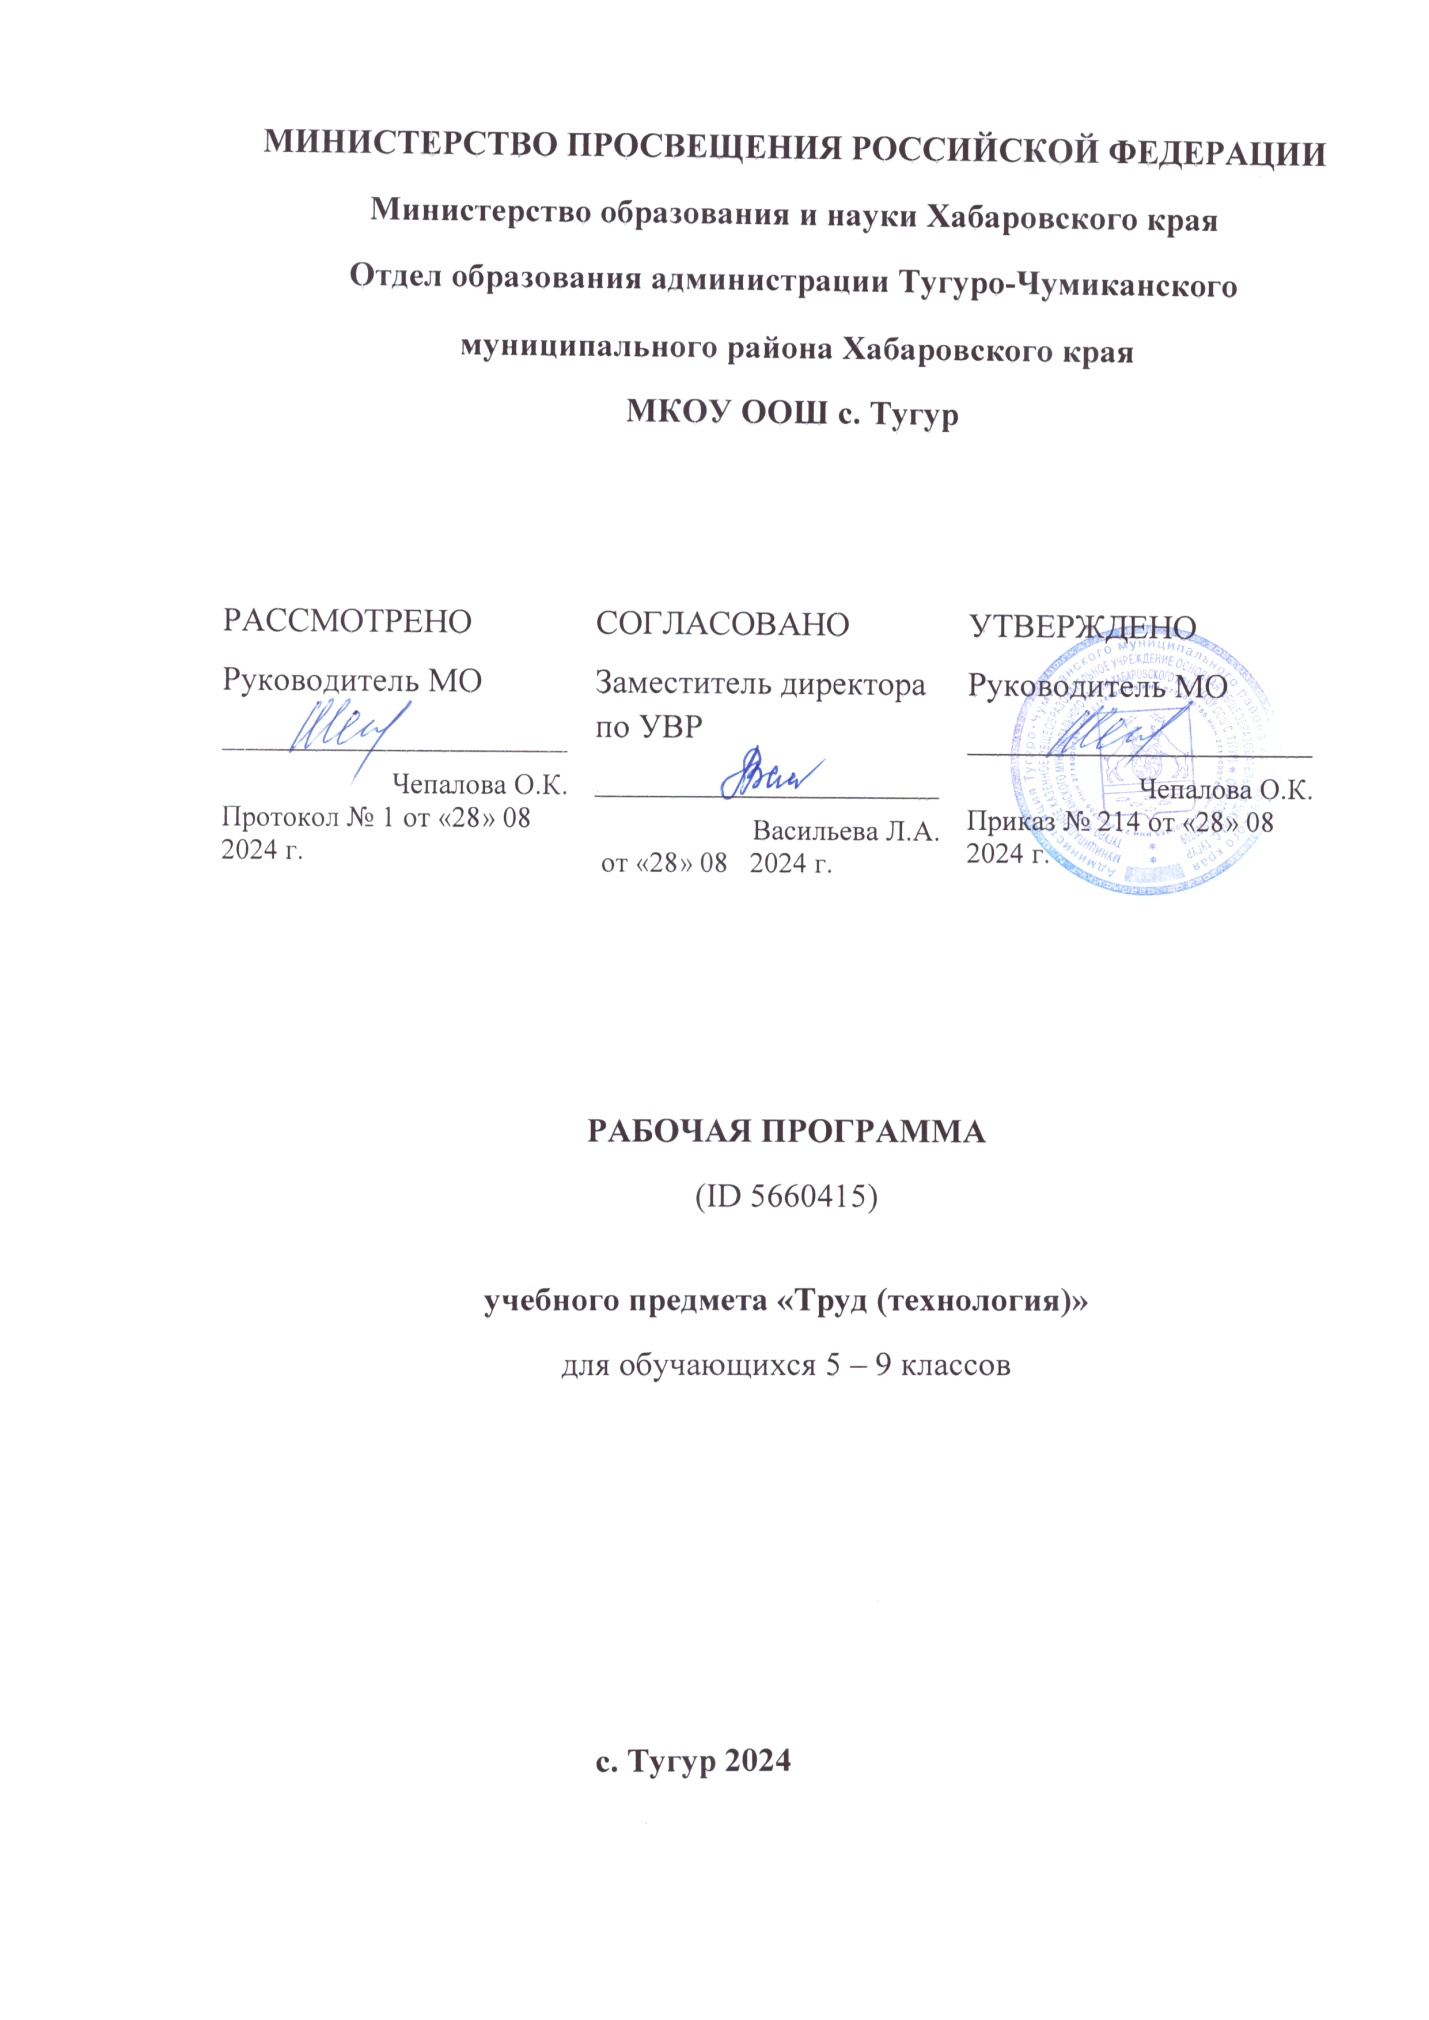 МИНИСТЕРСТВО ПРОСВЕЩЕНИЯ РОССИЙСКОЙ ФЕДЕРАЦИИ
Министерство образования и науки Хабаровского края
Отдел образования администрации Тугуро-Чумиканского
муниципального района Хабаровского края
МКОУ ООШ с. Тугур
РАССМОТРЕНО
Руководитель МО
Чепалова О.К.
Протокол № 1 от «28» 08
2024 г.
СОГЛАСОВАНО
Заместитель директора
по УВР
Васильева Л.А.
от «28» 08 2024 г.
УТВЕРЖДЕНО
Руководитель МО
Чепалова О.К.
Приказ № 214 от «28» 08
2024 г.
РАБОЧАЯ ПРОГРАММА
(ID 5660415)
учебного предмета «Труд (технология)»
для обучающихся 5 – 9 классов
с. Тугур 2024